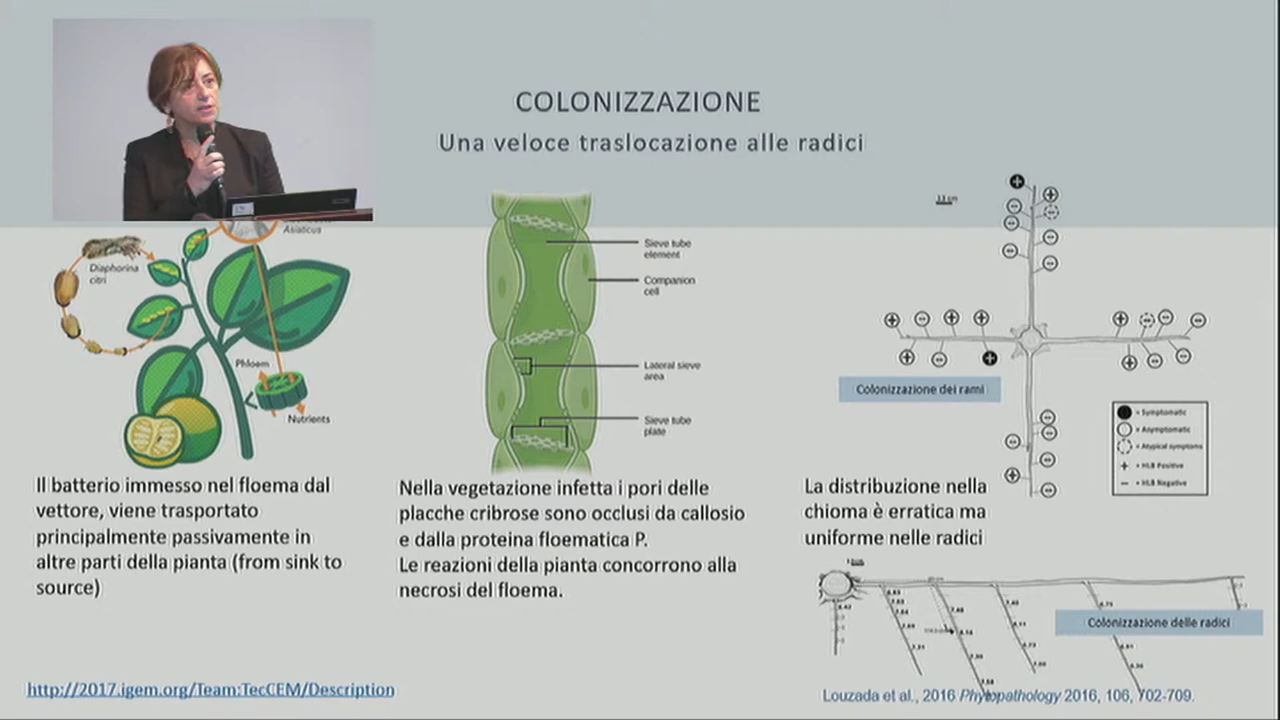 COLONIZZAZIONE
Una veloce traslocazione alle radici
Asiaticus
Diaphorina
citri
Phloem
Nutrients
Sieve tube
element
Companion
cell
Lateral sieve
area
Sieve tube
plate
Colonizzazione dei rami
= Symptomatic
= Asymptomatic
= Atypical symptoms
+ = HLB Positive
− = HLB Negative
Il batterio immesso nel floema dal
vettore, viene trasportato
principalmente passivamente in
altre parti della pianta (from sink to
source)
Nella vegetazione infetta i pori delle
placche cribrose sono occlusi da callosio
e dalla proteina floematica P.
Le reazioni della pianta concorrono alla
necrosi del floema.
La distribuzione nella
chioma è erratica ma
uniforme nelle radici
Colonizzazione delle radici
http://2017.igem.org/Team:TecCEM/Description
Louzada et al., 2016 Phytopathology 2016, 106, 702-709.